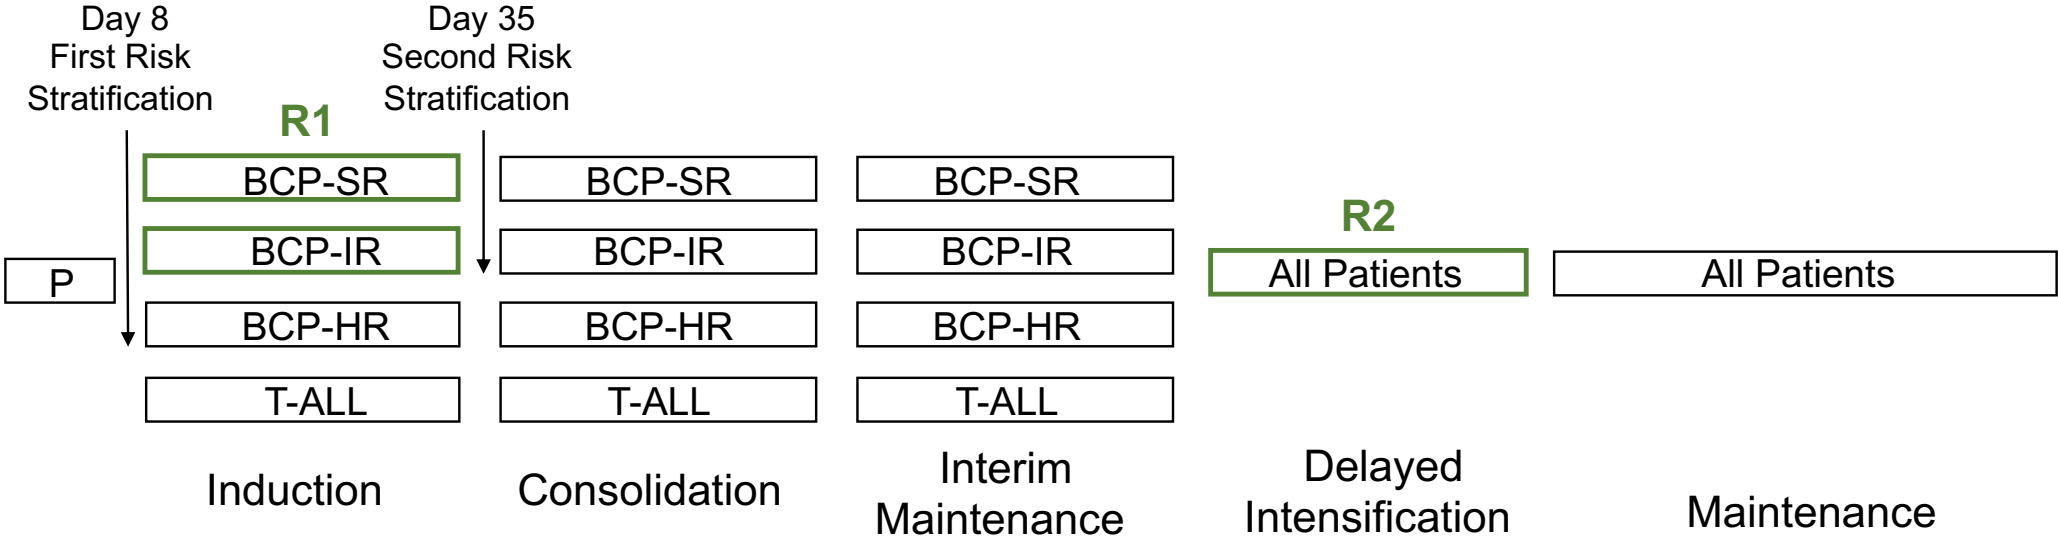 Day 8
First Risk
Stratification
Day 35
Second Risk
Stratification
R1
R2
P
BCP-SR
BCP-IR
BCP-HR
T-ALL
BCP-SR
BCP-IR
BCP-HR
T-ALL
BCP-SR
BCP-IR
BCP-HR
T-ALL
All Patients
All Patients
Induction
Consolidation
Interim
Maintenance
Delayed
Intensification
Maintenance